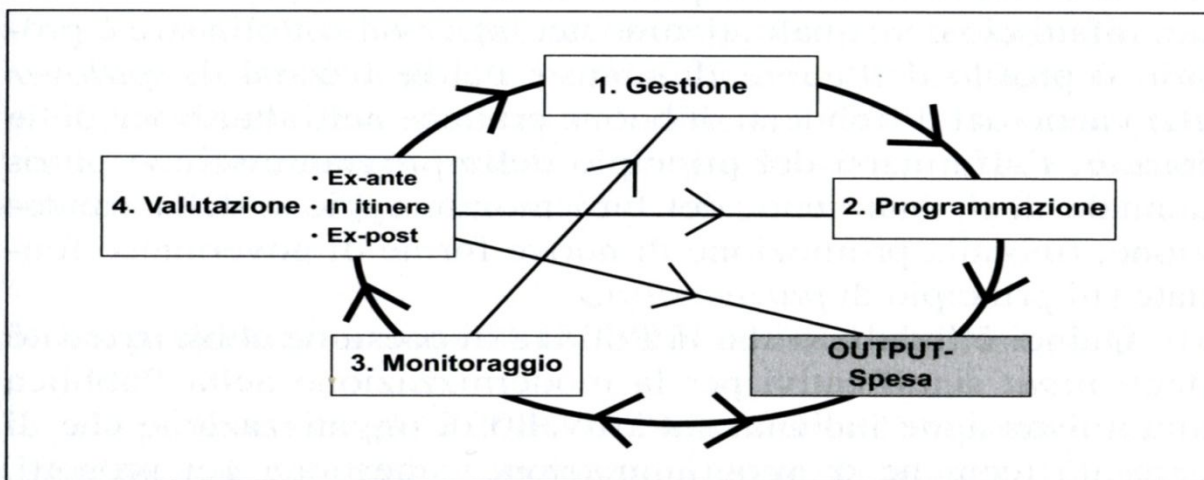 1. Gestione
4. Valutazione
· Ex-ante
· In itinere
· Ex-post
2. Programmazione
3. Monitoraggio
OUTPUT-
Spesa